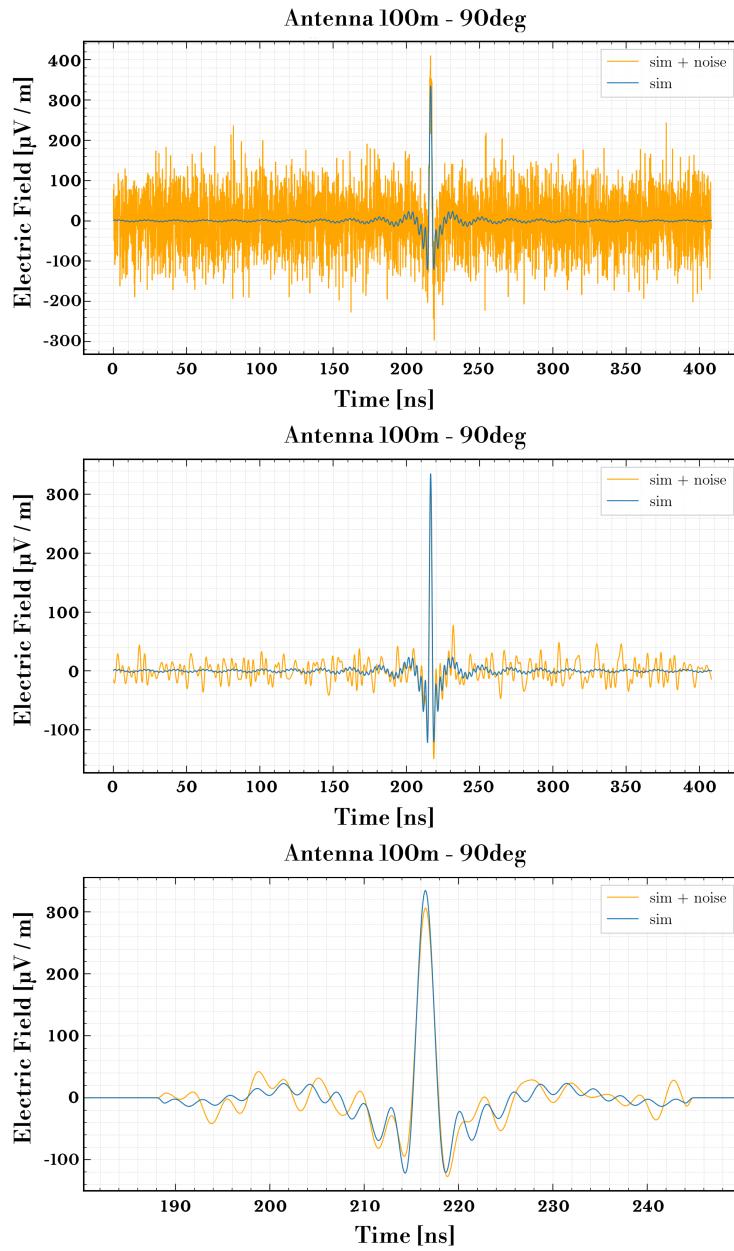 Antenna 100m - 90deg
Electric Field [µV / m]
400
300
200
100
0
-100
-200
-300
sim + noise
sim
0 50 100 150 200 250 300 350 400
Time [ns]
Antenna 100m - 90deg
Electric Field [µV / m]
300
200
100
0
-100
sim + noise
sim
0 50 100 150 200 250 300 350 400
Time [ns]
Antenna 100m - 90deg
Electric Field [µV / m]
300
200
100
0
-100
sim + noise
sim
190 200 210 220 230 240
Time [ns]